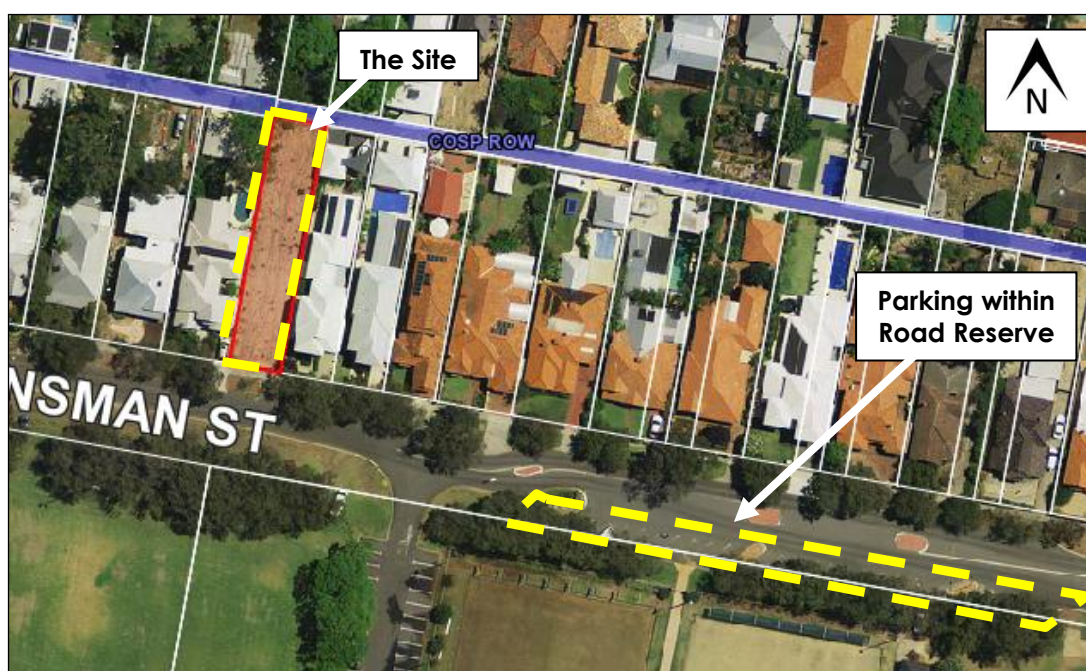 The Site
N
COSP ROW
Parking within
Road Reserve
NSMAN ST